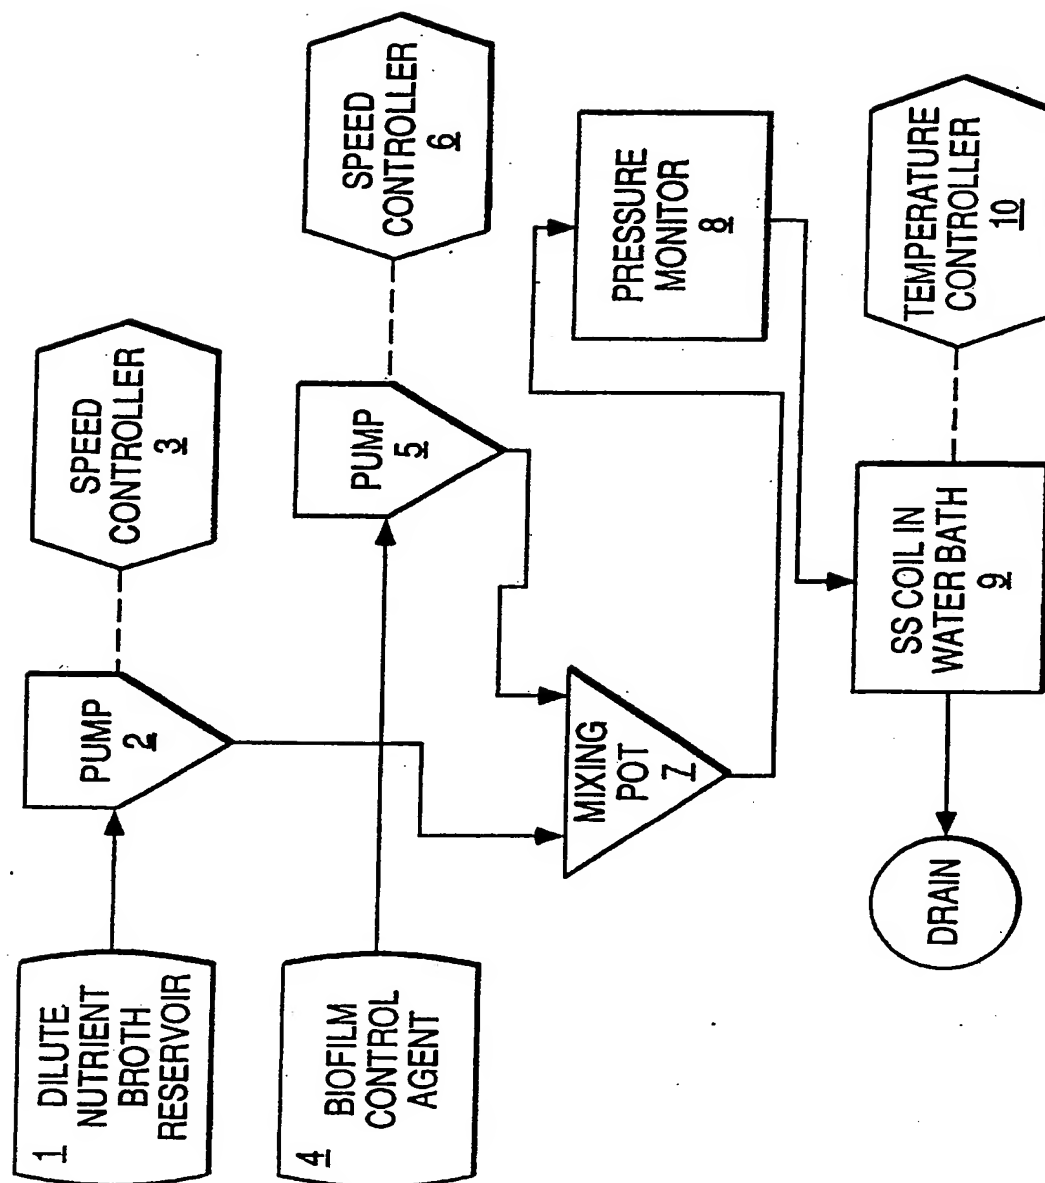 1 DILUTE
NUTRIENT
BROTH
RESERVOIR
PUMP
2
SPEED
CONTROLLER
3
4 BIOFILM
CONTROL
AGENT
PUMP
5
SPEED
CONTROLLER
6
MIXING
POT
7
PRESSURE
MONITOR
8
DRAIN
SS COIL IN
WATER BATH
9
TEMPERATURE
CONTROLLER
10